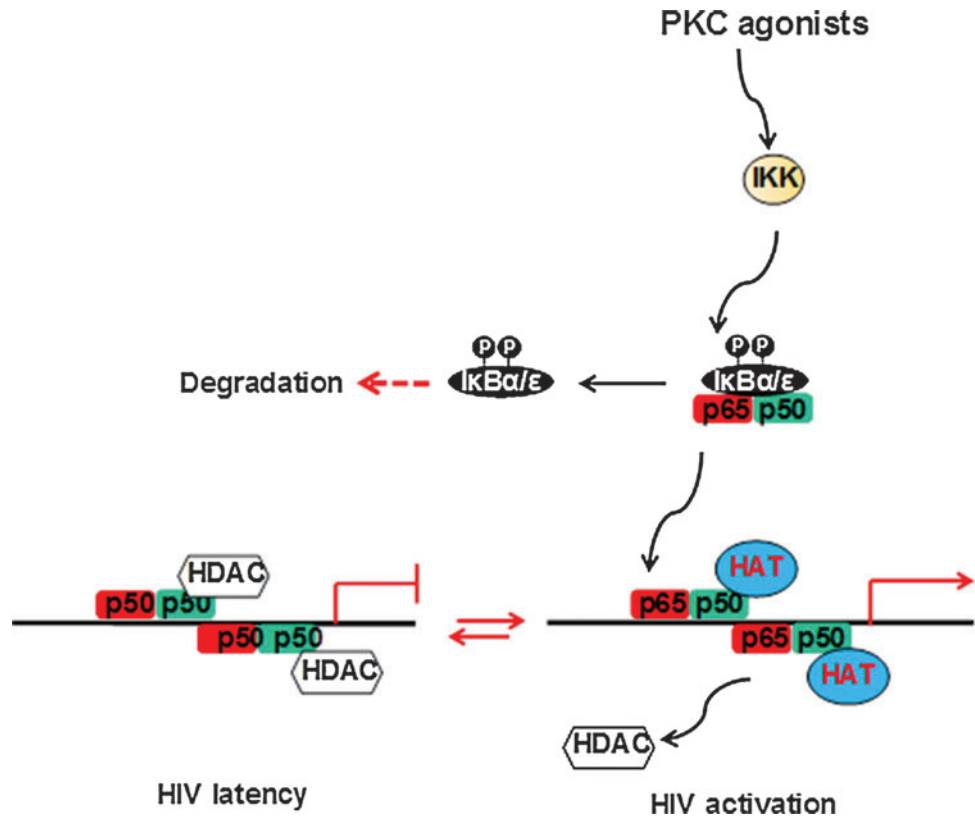 PKC agonists
IKK
P P
P P
Degradation
IκBα/ε
IκBα/ε
p65 p50
HDAC
HAT
p50 p50
p65 p50
p50 p50
p65 p50
HDAC
HAT
HDAC
HIV latency
HIV activation